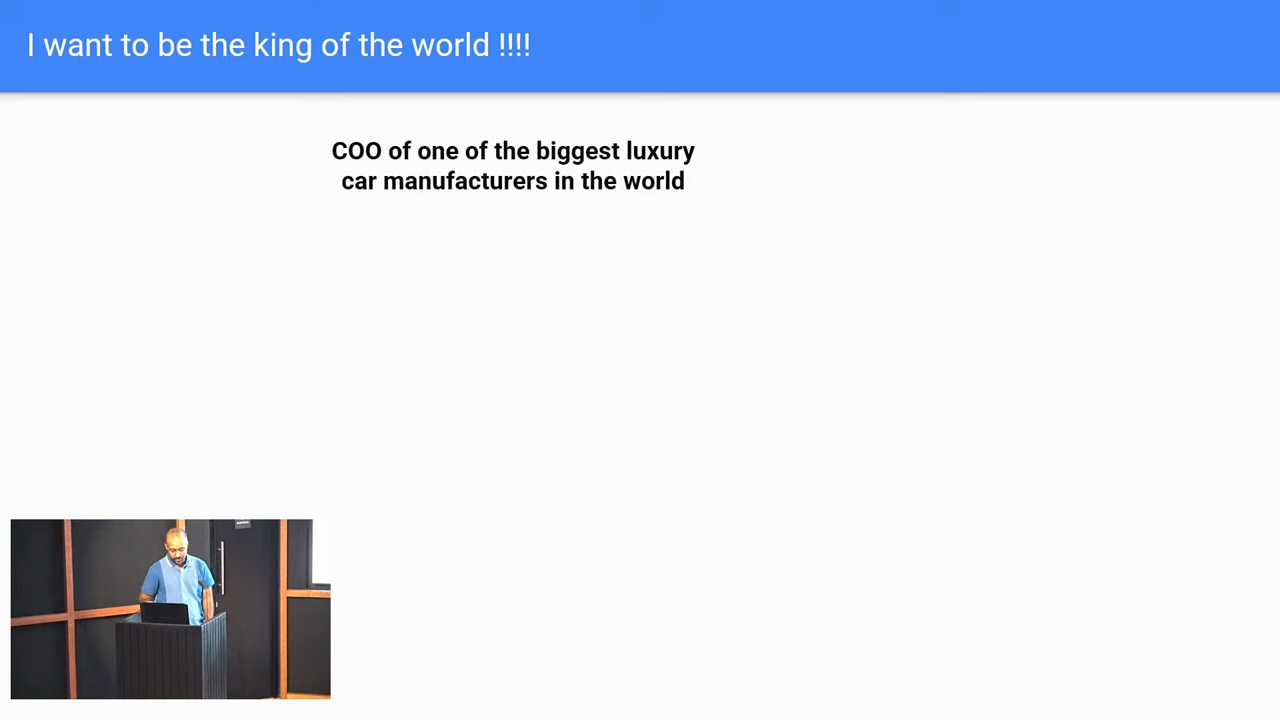 I want to be the king of the world !!!!
COO of one of the biggest luxury
car manufacturers in the world